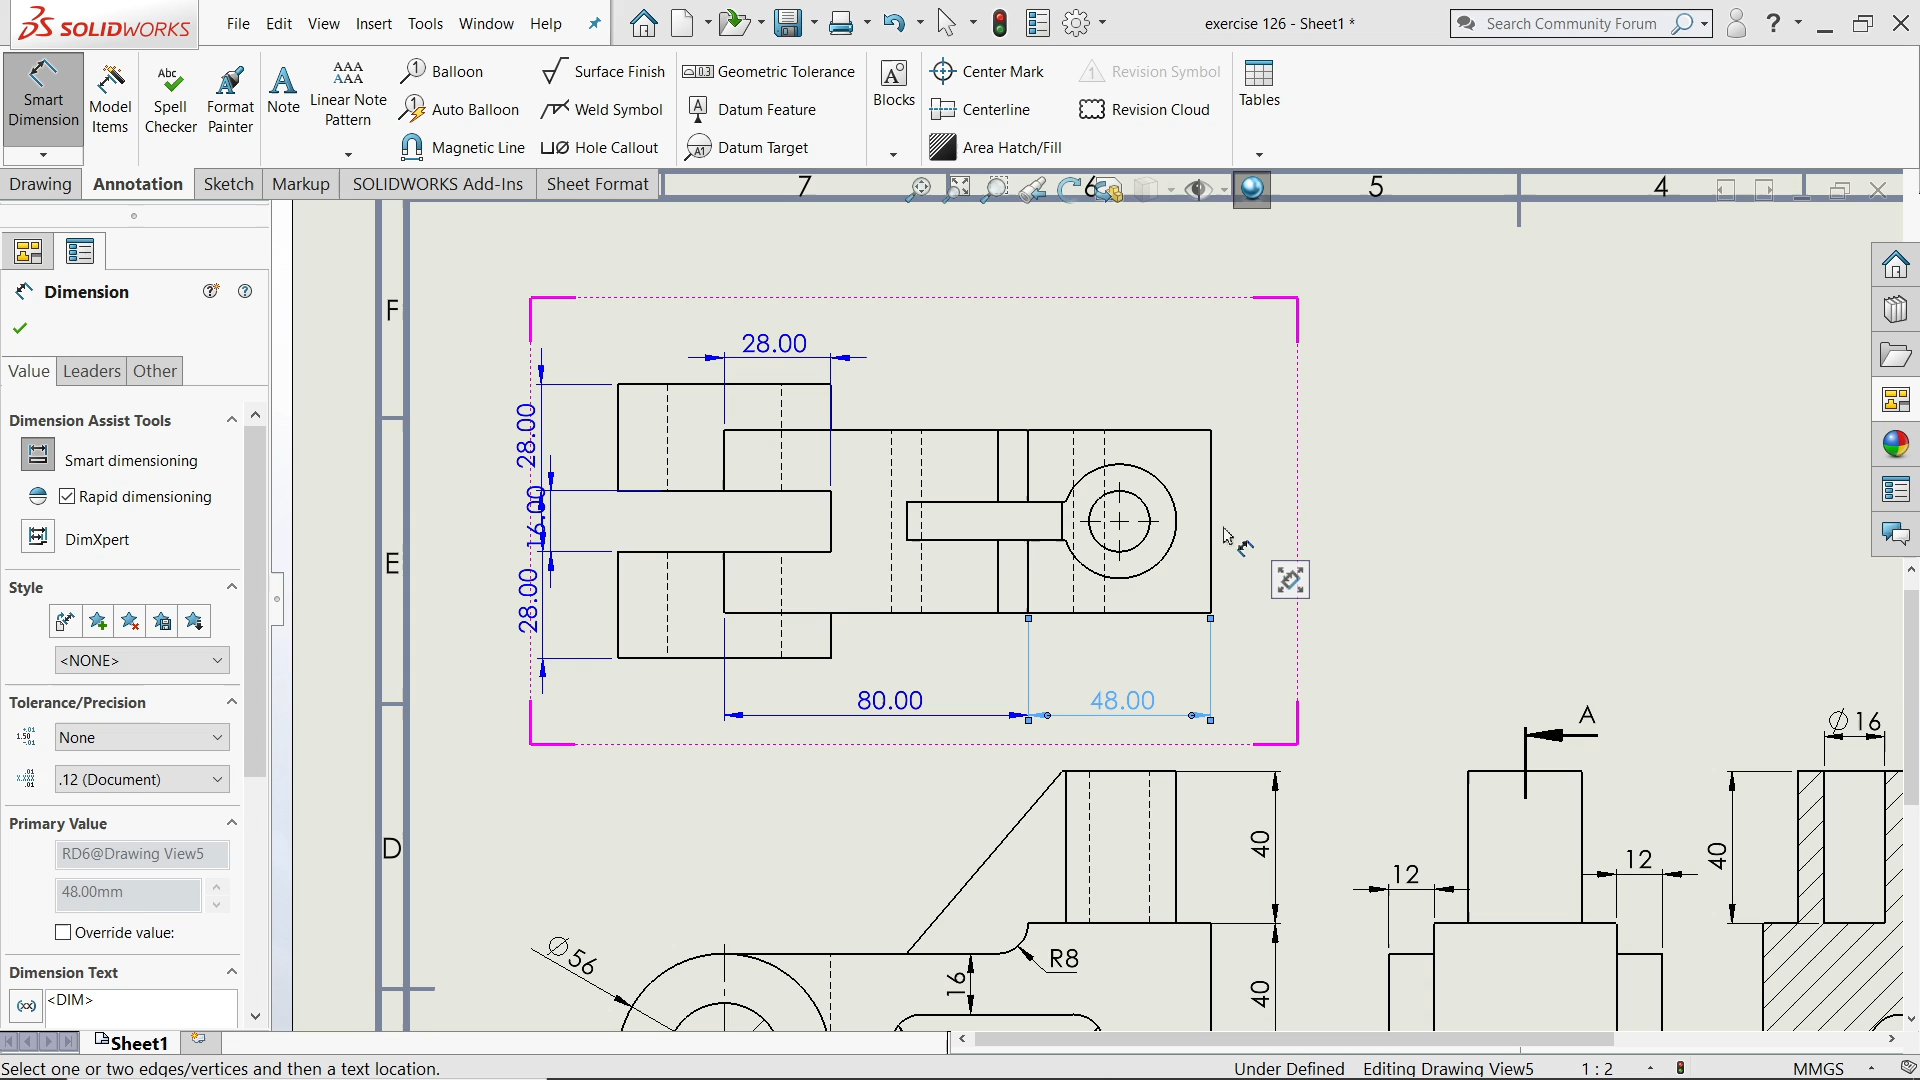 SOLIDWORKS
File Edit View Insert Tools Window Help
exercise 126 - Sheet1 *
Search Community Forum
?
Smart Dimension
Model Items
Abc
Spell Checker
Format Painter
A
Note
AAA
AAA
Linear Note Pattern
Balloon
Auto Balloon
Magnetic Line
Surface Finish
Weld Symbol
Hole Callout
Geometric Tolerance
Datum Feature
Datum Target
Blocks
Center Mark
Centerline
Area Hatch/Fill
Revision Symbol
Revision Cloud
Tables
Drawing
Annotation
Sketch
Markup
SOLIDWORKS Add-Ins
Sheet Format
7
6
5
4
Dimension
Value
Leaders
Other
Dimension Assist Tools
Smart dimensioning
Rapid dimensioning
DimXpert
Style
<NONE>
Tolerance/Precision
None
.12 (Document)
Primary Value
RD6@Drawing View5
48.00mm
Override value:
Dimension Text
<DIM>
F
E
D
28.00
28.00
16.00
28.00
80.00
48.00
A
⌀16
40
12
12
40
⌀56
R8
16
40
Sheet1
Select one or two edges/vertices and then a text location.
Under Defined
Editing Drawing View5
1 : 2
MMGS